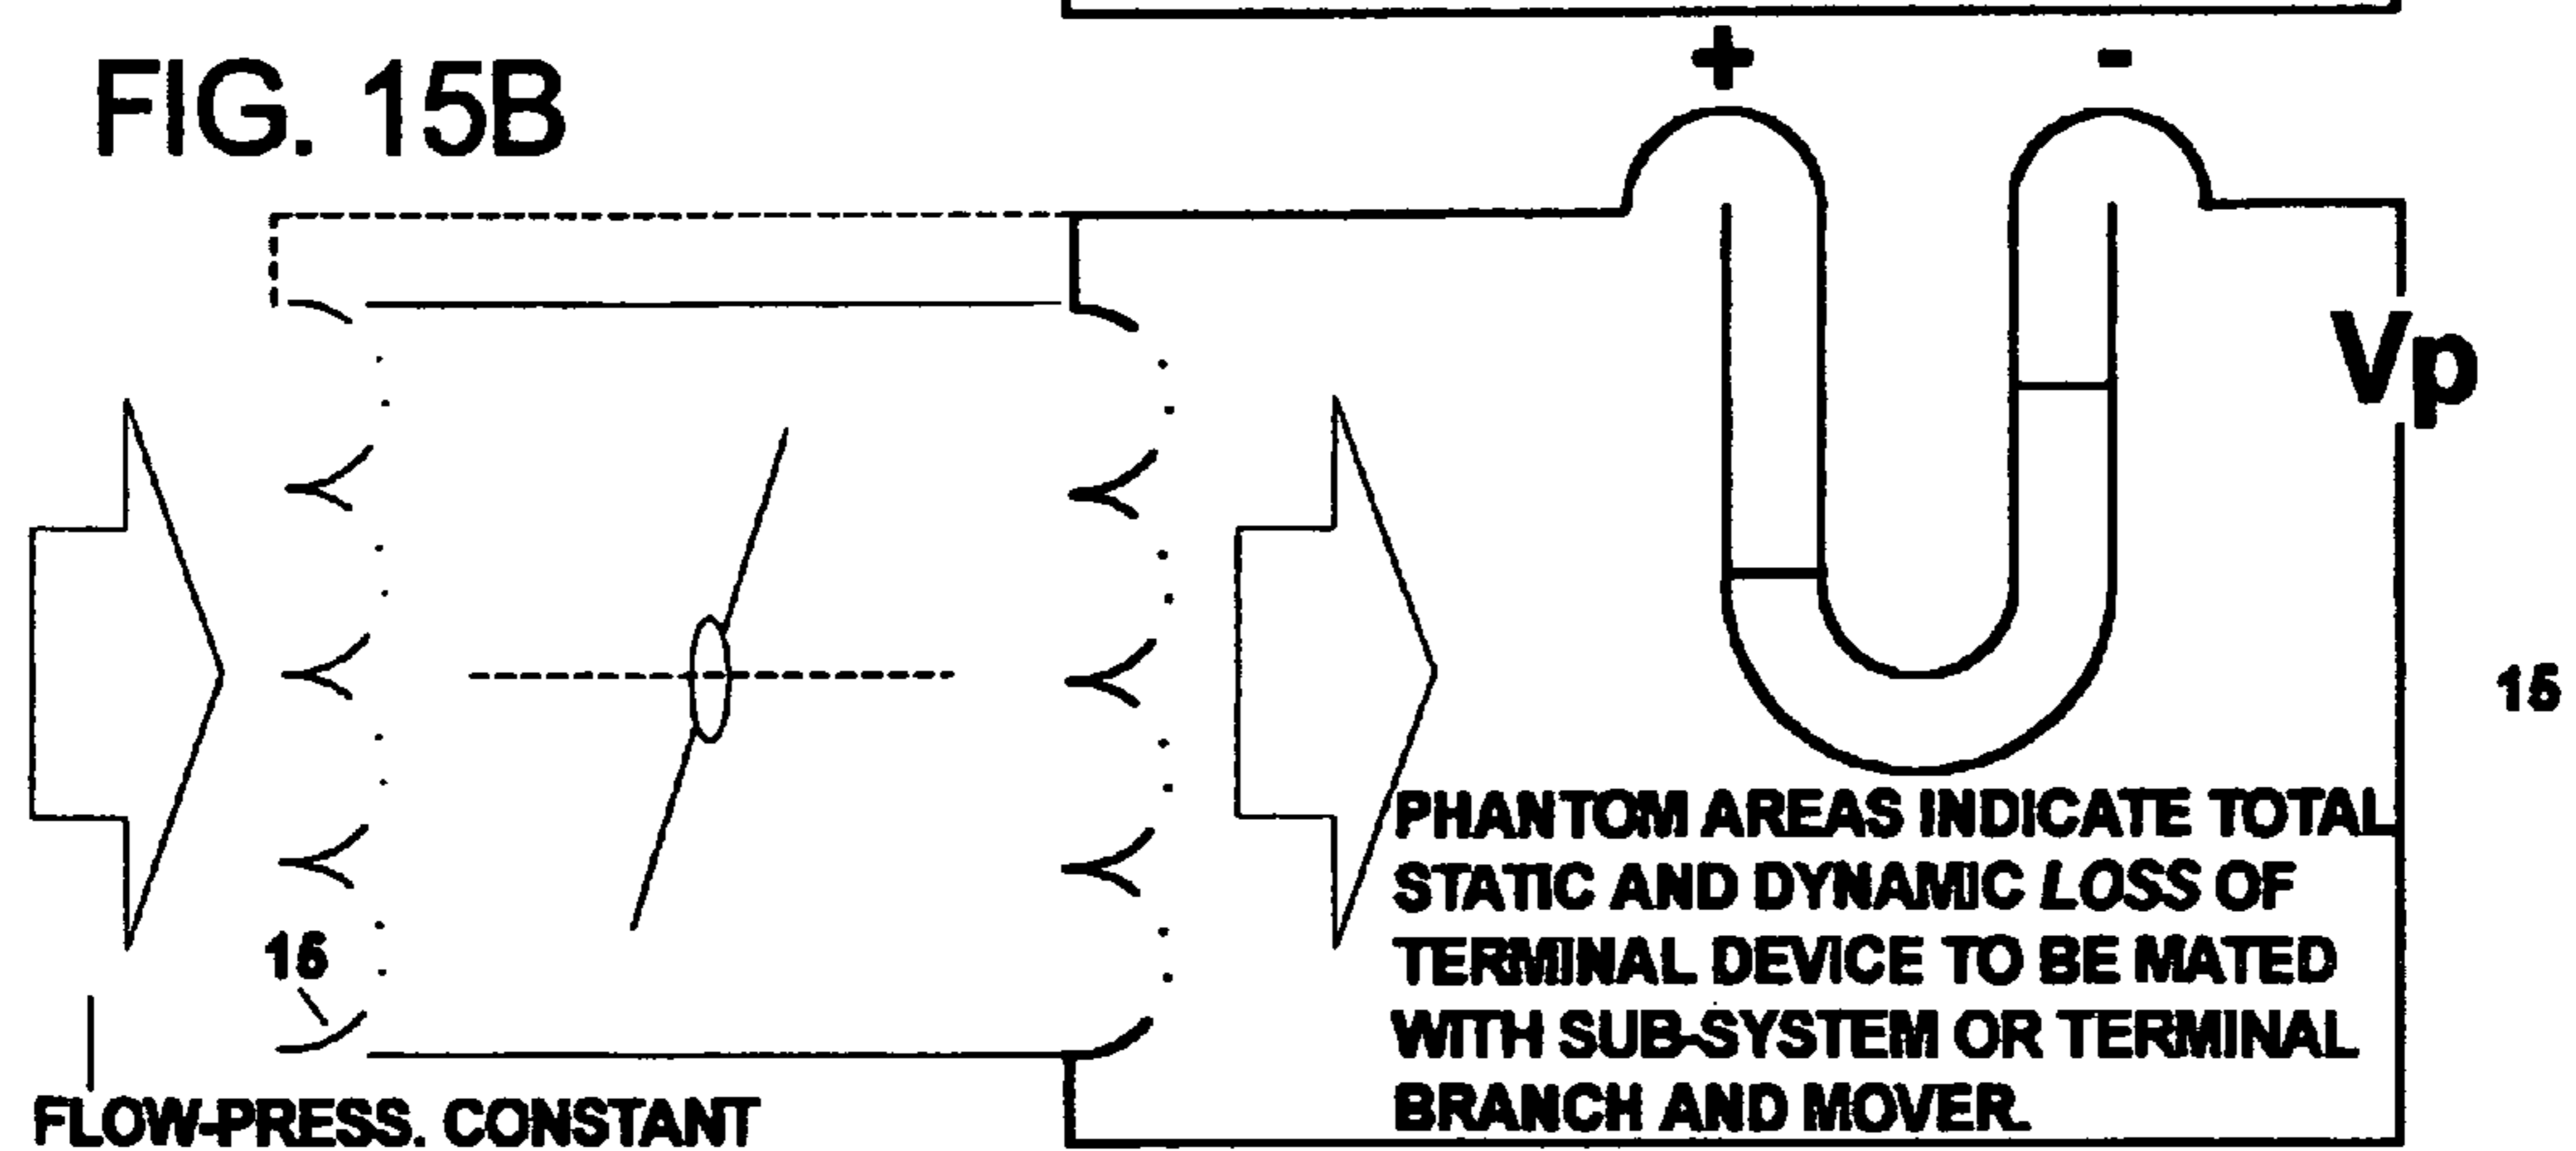 FIG. 15B
+ -
Vp
15
15
FLOW-PRESS. CONSTANT
PHANTOM AREAS INDICATE TOTAL
STATIC AND DYNAMIC LOSS OF
TERMINAL DEVICE TO BE MATED
WITH SUB-SYSTEM OR TERMINAL
BRANCH AND MOVER.